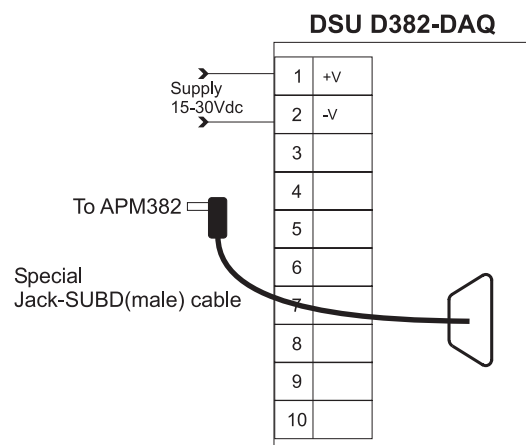 DSU D382-DAQ
Supply
15-30Vdc
1 +V
2 -V
3
4
To APM382
5
6
Special
Jack-SUBD(male) cable
7
8
9
10